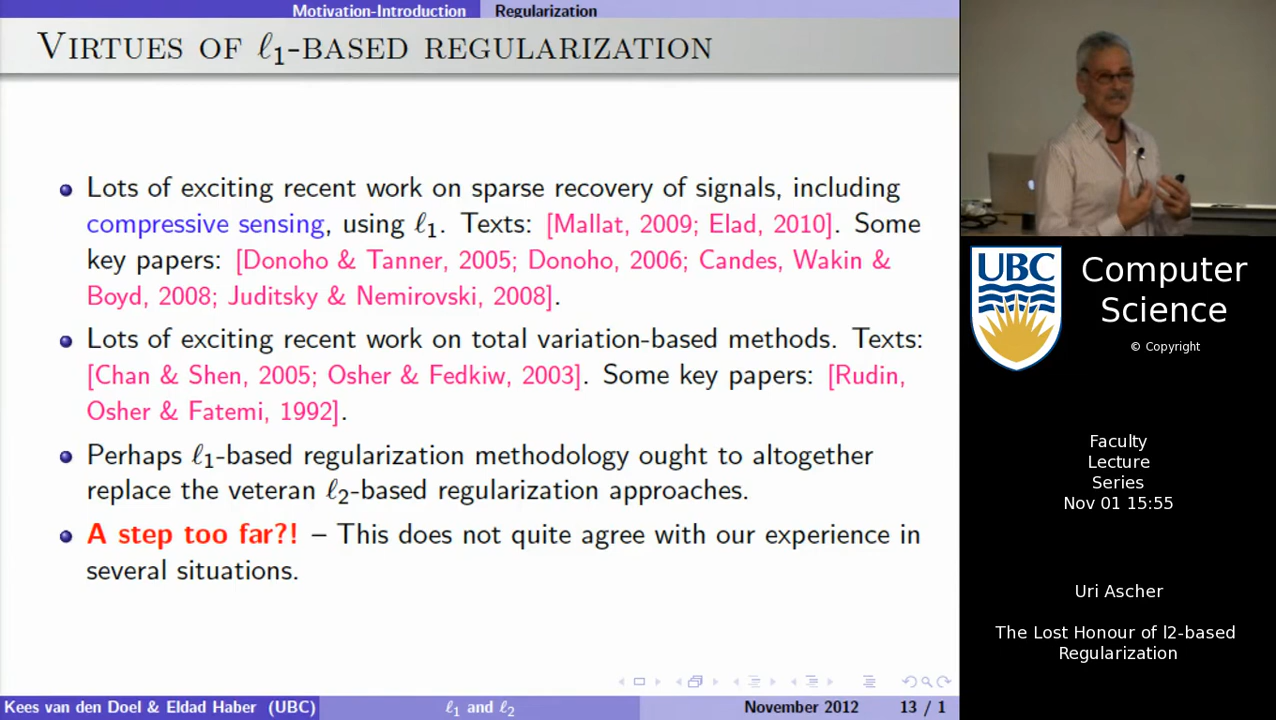 Motivation-Introduction Regularization
Virtues of ℓ1-based regularization
Lots of exciting recent work on sparse recovery of signals, including
compressive sensing, using ℓ1. Texts: [Mallat, 2009; Elad, 2010]. Some
key papers: [Donoho & Tanner, 2005; Donoho, 2006; Candes, Wakin &
Boyd, 2008; Juditsky & Nemirovski, 2008].
Lots of exciting recent work on total variation-based methods. Texts:
[Chan & Shen, 2005; Osher & Fedkiw, 2003]. Some key papers: [Rudin,
Osher & Fatemi, 1992].
Perhaps ℓ1-based regularization methodology ought to altogether
replace the veteran ℓ2-based regularization approaches.
A step too far?! – This does not quite agree with our experience in
several situations.
Kees van den Doel & Eldad Haber (UBC) ℓ1 and ℓ2 November 2012 13 / 1
UBC
Computer
Science
© Copyright
Faculty
Lecture
Series
Nov 01 15:55
Uri Ascher
The Lost Honour of l2-based
Regularization